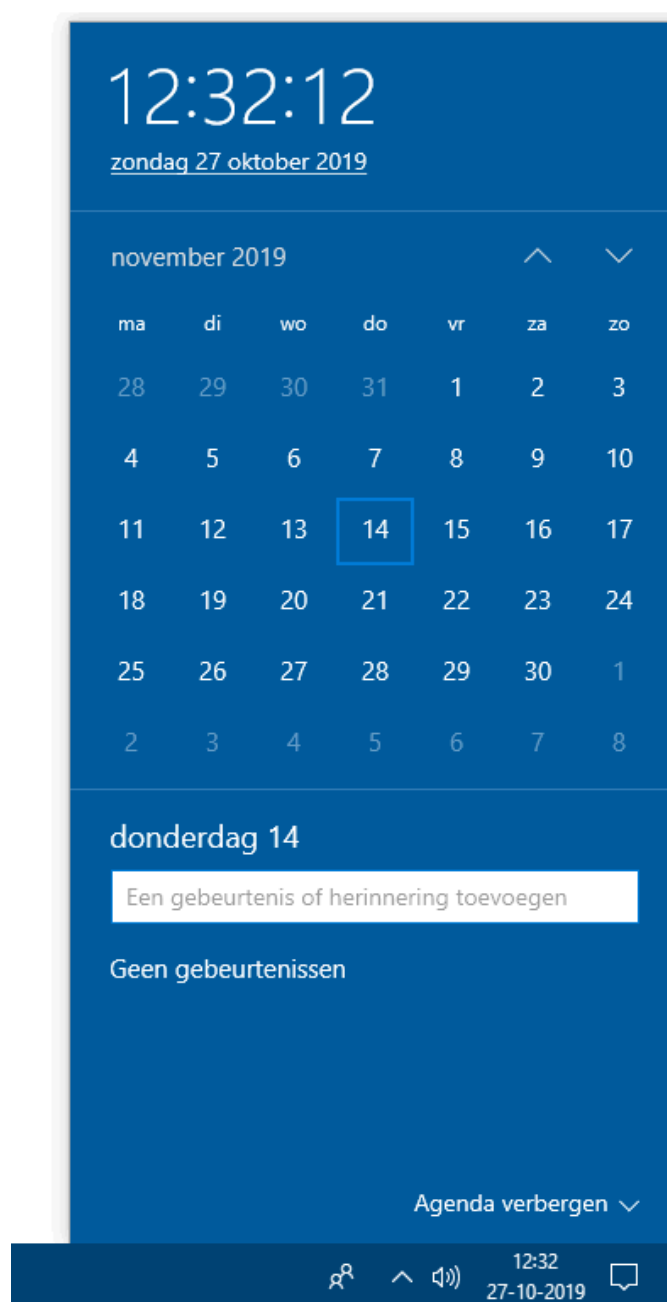 12:32:12
zondag 27 oktober 2019
november 2019
ma di wo do vr za zo
28 29 30 31 1 2 3
4 5 6 7 8 9 10
11 12 13 14 15 16 17
18 19 20 21 22 23 24
25 26 27 28 29 30 1
2 3 4 5 6 7 8
donderdag 14
Een gebeurtenis of herinnering toevoegen
Geen gebeurtenissen
Agenda verbergen
12:32
27-10-2019